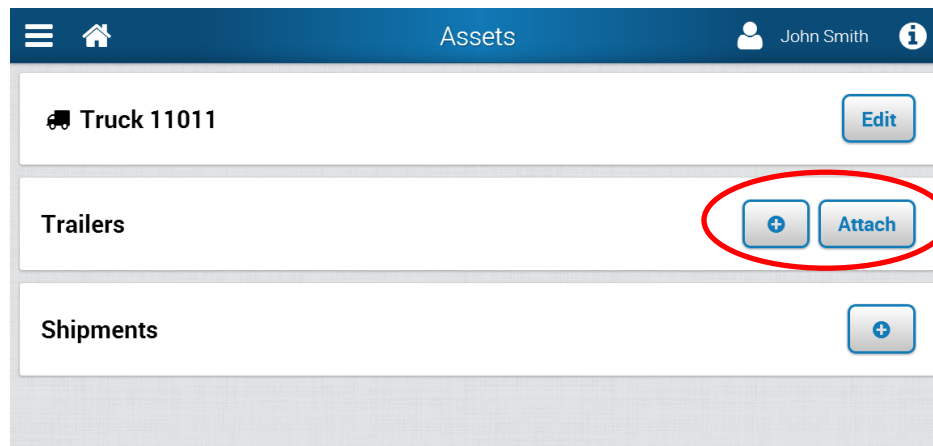 Assets
John Smith
Truck 11011
Edit
Trailers
Attach
Shipments